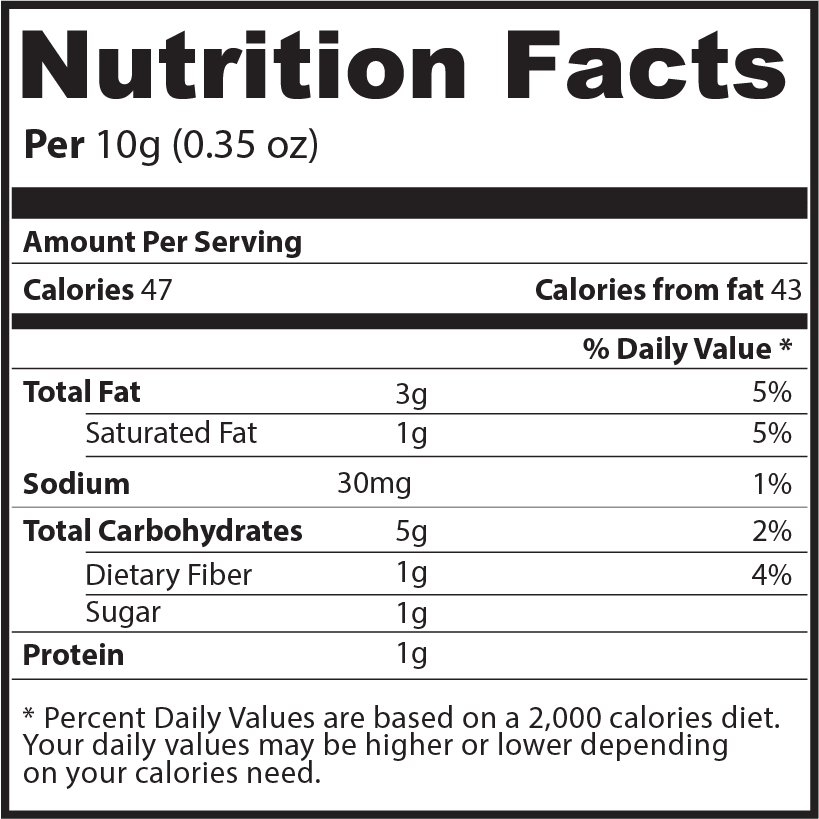 Nutrition Facts
Per 10g (0.35 oz)
Amount Per Serving
Calories 47 Calories from fat 43
% Daily Value *
Total Fat 3g 5%
Saturated Fat 1g 5%
Sodium 30mg 1%
Total Carbohydrates 5g 2%
Dietary Fiber 1g 4%
Sugar 1g
Protein 1g
* Percent Daily Values are based on a 2,000 calories diet.
Your daily values may be higher or lower depending
on your calories need.